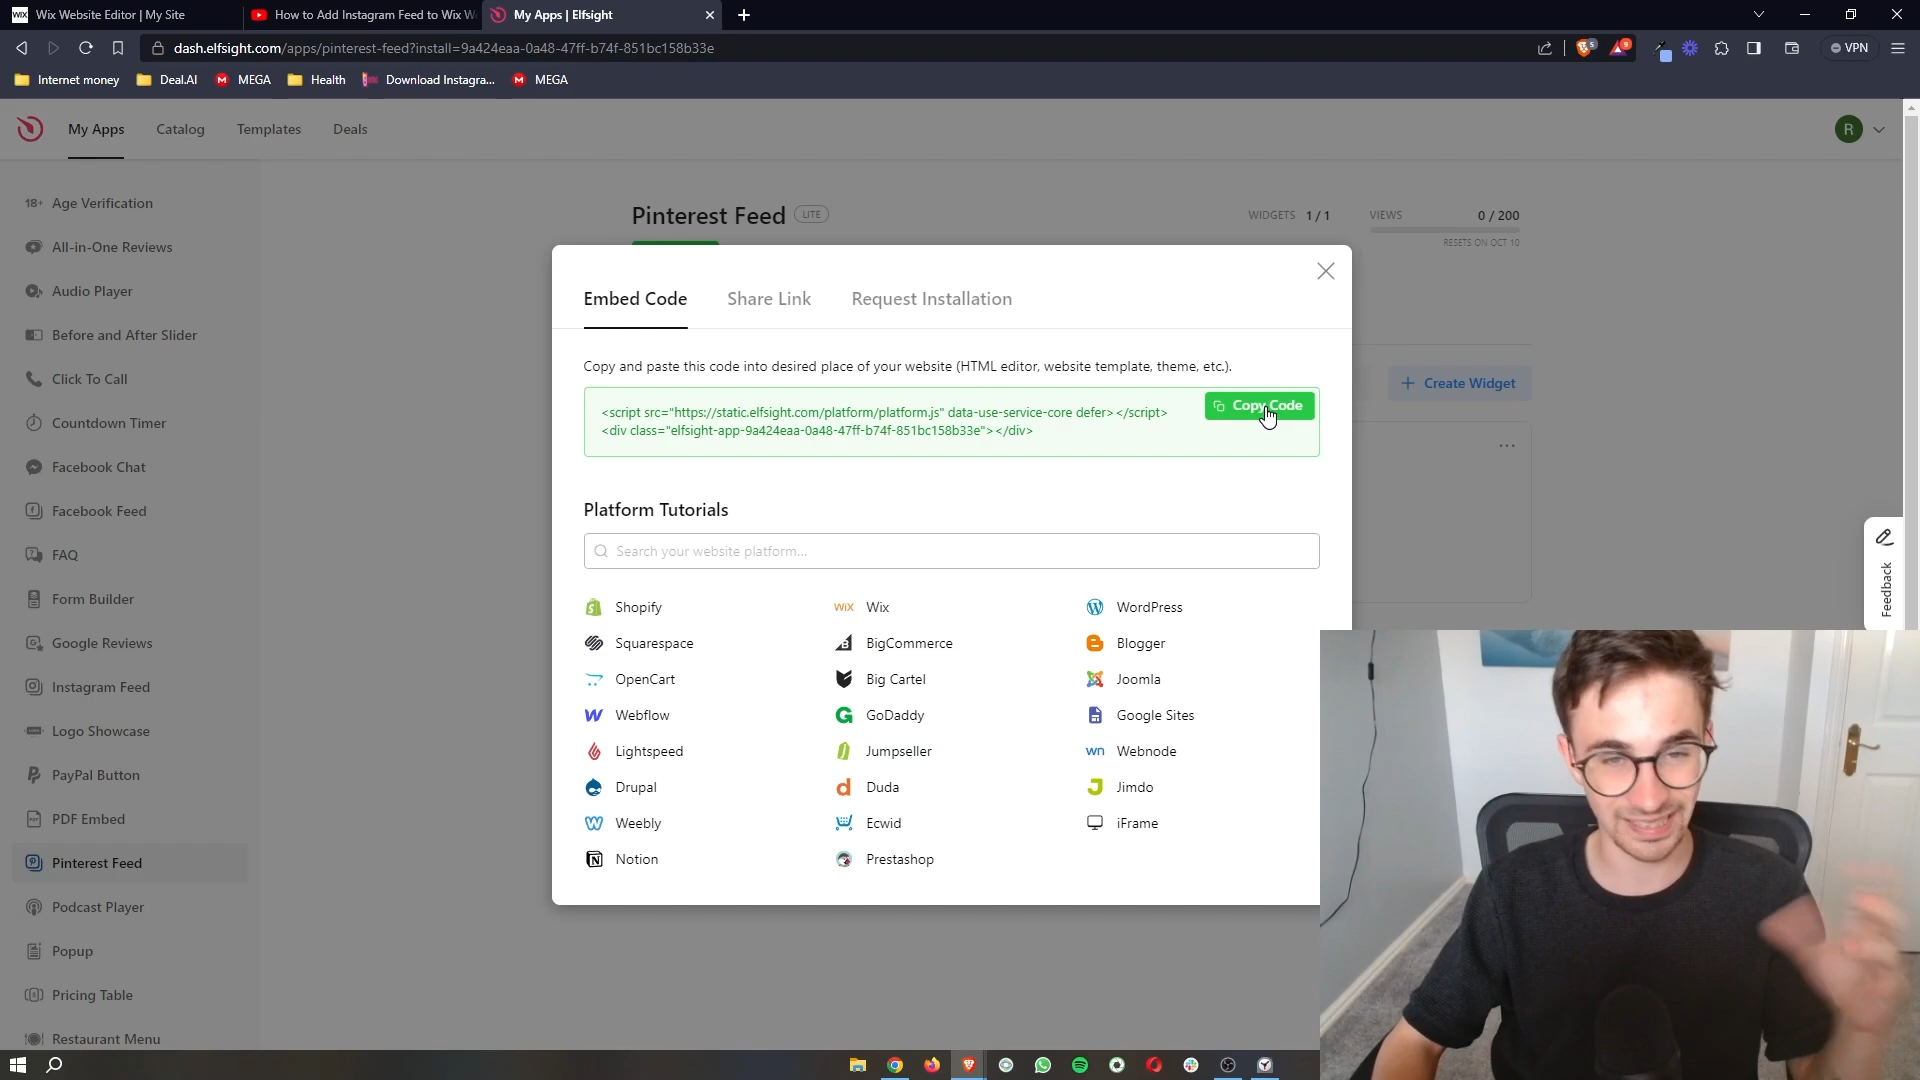 WIX Wix Website Editor | My Site
How to Add Instagram Feed to Wix W
My Apps | Elfsight
dash.elfsight.com/apps/pinterest-feed?install=9a424eaa-0a48-47ff-b74f-851bc158b33e
5
9
VPN
Internet money
Deal.AI
MEGA
Health
Download Instagra...
MEGA
My Apps
Catalog
Templates
Deals
R
18+ Age Verification
All-in-One Reviews
Audio Player
Before and After Slider
Click To Call
Countdown Timer
Facebook Chat
Facebook Feed
FAQ
Form Builder
Google Reviews
Instagram Feed
Logo Showcase
PayPal Button
PDF Embed
Pinterest Feed
Podcast Player
Popup
Pricing Table
Restaurant Menu
Pinterest Feed LITE
WIDGETS 1 / 1
VIEWS 0 / 200
RESETS ON OCT 10
+ Create Widget
Embed Code
Share Link
Request Installation
Copy and paste this code into desired place of your website (HTML editor, website template, theme, etc.).
Copy Code
<script src="https://static.elfsight.com/platform/platform.js" data-use-service-core defer></script>
<div class="elfsight-app-9a424eaa-0a48-47ff-b74f-851bc158b33e"></div>
Platform Tutorials
Search your website platform...
Shopify
WiX Wix
WordPress
Squarespace
BigCommerce
Blogger
OpenCart
Big Cartel
Joomla
Webflow
GoDaddy
Google Sites
Lightspeed
Jumpseller
wn Webnode
Drupal
Duda
Jimdo
Weebly
Ecwid
iFrame
Notion
Prestashop
Feedback